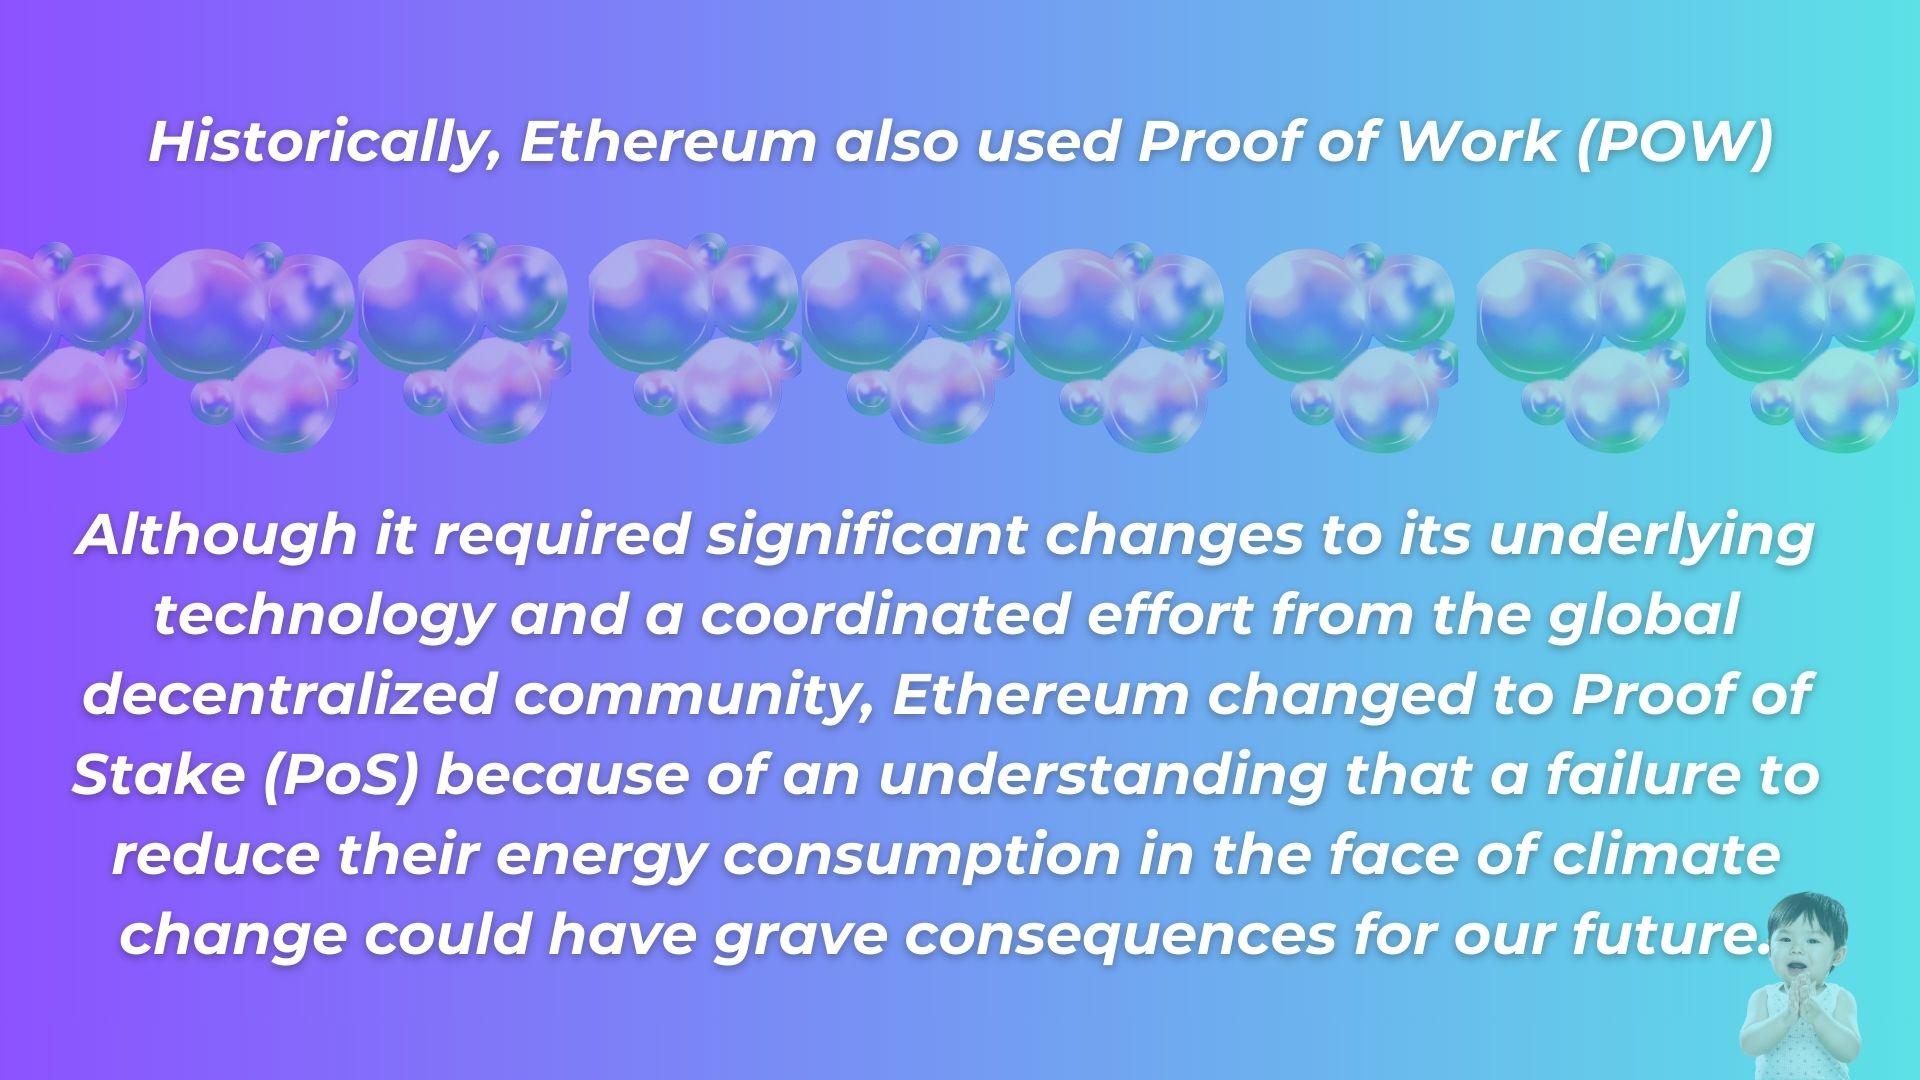 Historically, Ethereum also used Proof of Work (POW)
Although it required significant changes to its underlying
technology and a coordinated effort from the global
decentralized community, Ethereum changed to Proof of
Stake (PoS) because of an understanding that a failure to
reduce their energy consumption in the face of climate
change could have grave consequences for our future.